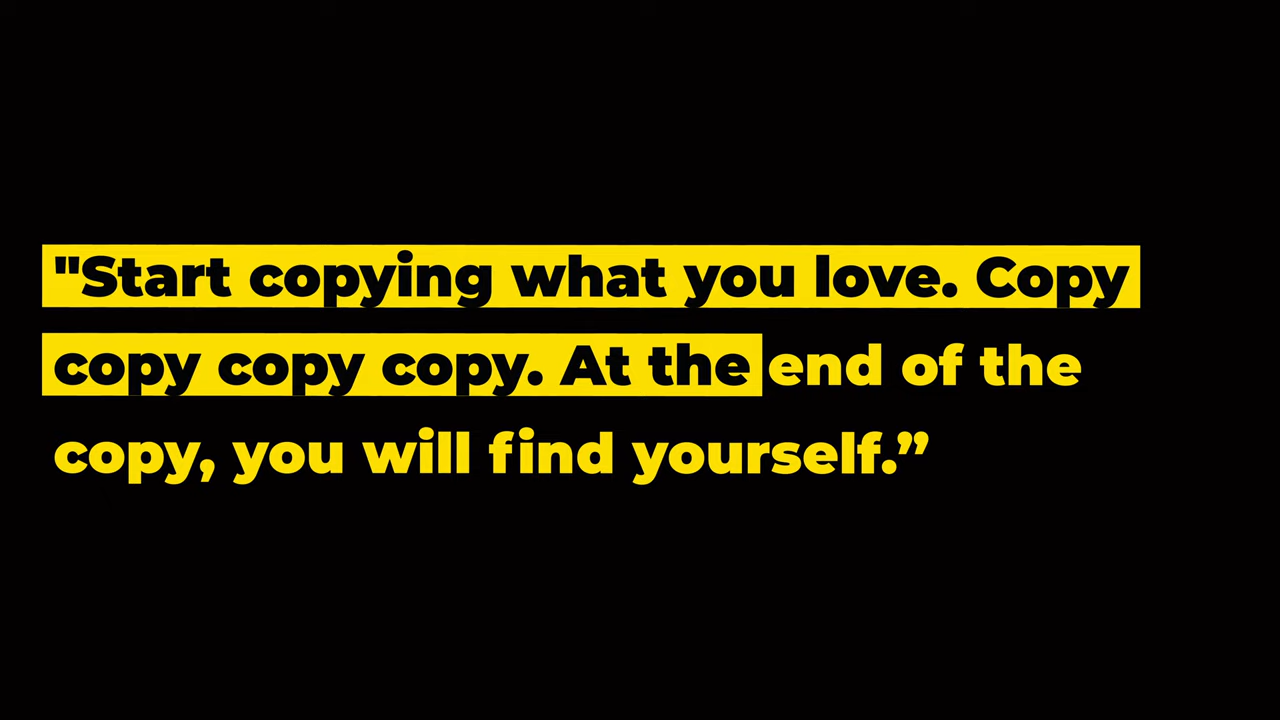 "Start copying what you love. Copy
copy copy copy. At the end of the
copy, you will find yourself.”